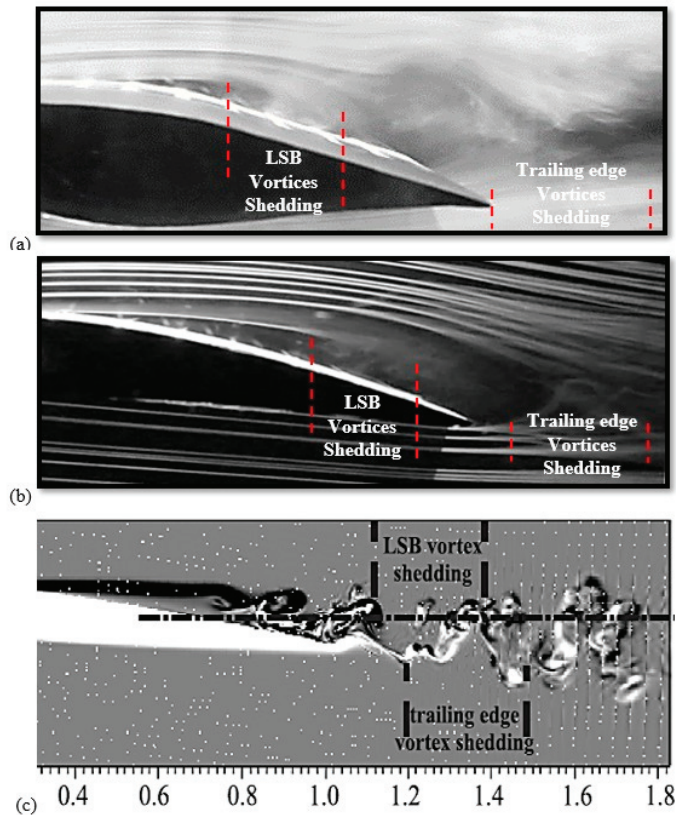 LSB
Vortices
Shedding
Trailing edge
Vortices
Shedding
(a)
LSB
Vortices
Shedding
Trailing edge
Vortices
Shedding
(b)
LSB vortex
shedding
trailing edge
vortex shedding
(c)
0.4 0.6 0.8 1.0 1.2 1.4 1.6 1.8